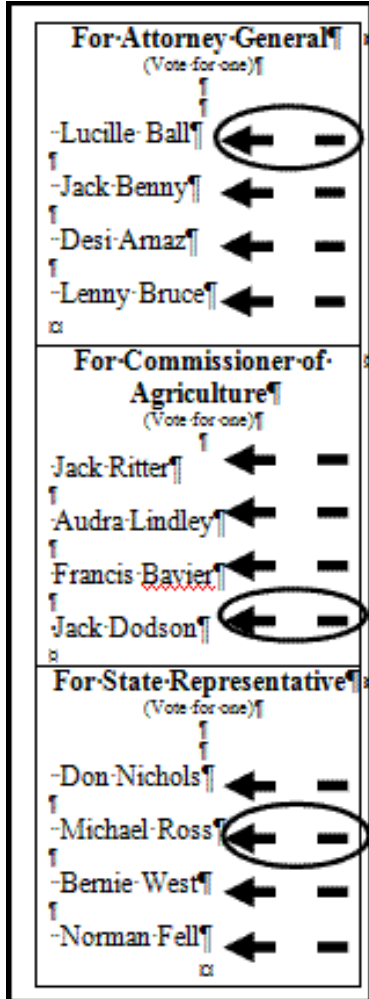 For Attorney General¶
(Vote for one)¶
¶
¶
-Lucille Ball¶
¶
-Jack Benny¶
¶
-Desi Arnaz¶
¶
-Lenny Bruce¶
¤
For Commissioner of
Agriculture¶
(Vote for one)¶
¶
Jack Ritter¶
¶
Audra Lindley¶
¶
Francis Bavier¶
¶
Jack Dodson¶
¤
For State Representative¶
(Vote for one)¶
¶
¶
-Don Nichols¶
¶
-Michael Ross¶
¶
-Bernie West¶
¶
-Norman Fell¶
¤